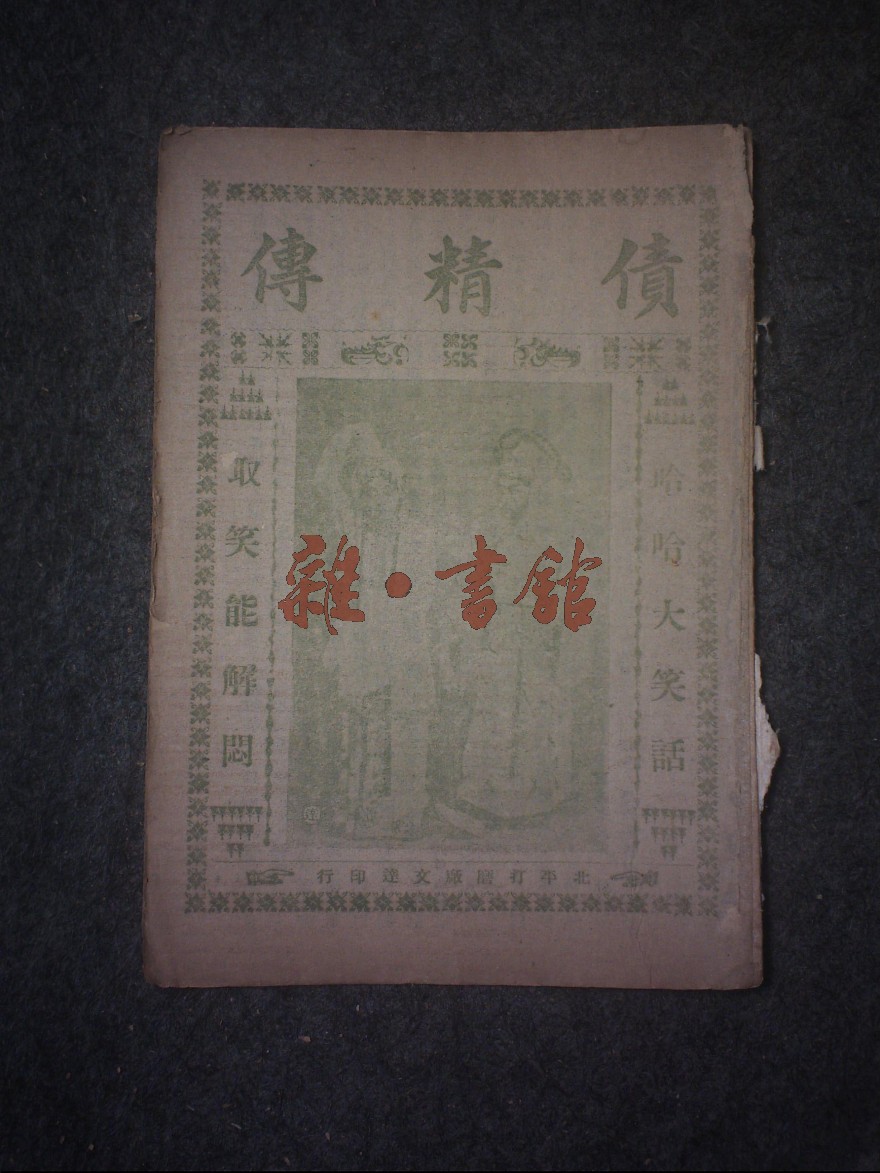 債精傳
哈哈大笑話
取笑能解悶
雜·書館
北平打磨廠文達印行